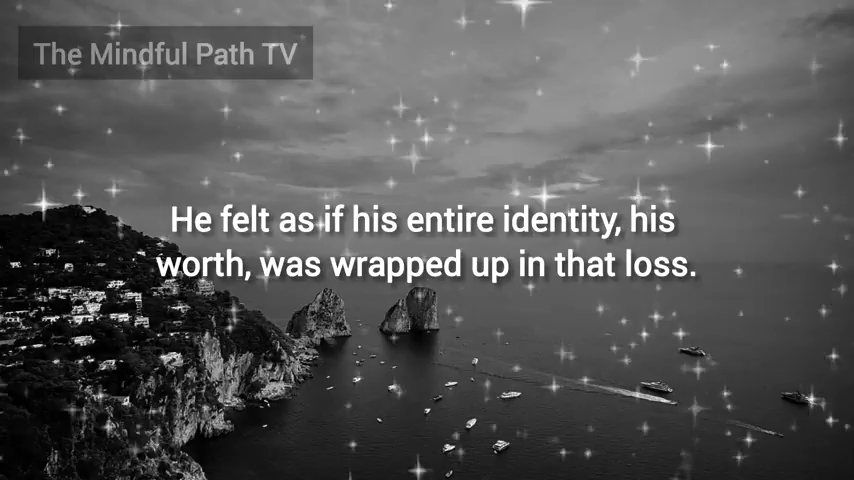 The Mindful Path TV
He felt as if his entire identity, his
worth, was wrapped up in that loss.